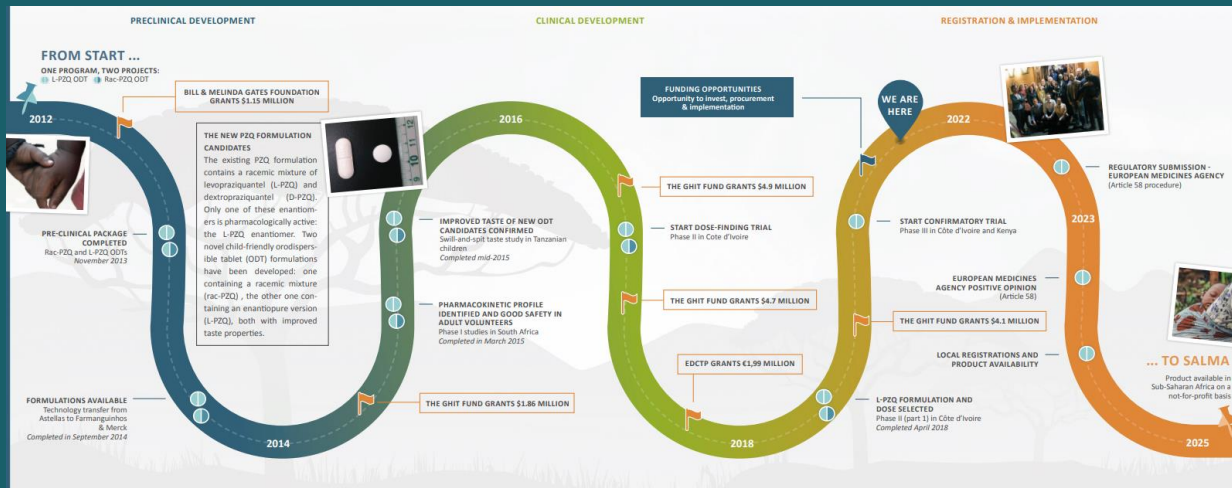 PRECLINICAL DEVELOPMENT
CLINICAL DEVELOPMENT
REGISTRATION & IMPLEMENTATION
FROM START ...
ONE PROGRAM, TWO PROJECTS:
L-PZQ ODT Rac-PZQ ODT
2012
BILL & MELINDA GATES FOUNDATION
GRANTS $1.15 MILLION
THE NEW PZQ FORMULATION
CANDIDATES
The existing PZQ formulation
contains a racemic mixture of
levopraziquantel (L-PZQ) and
dextropraziquantel (D-PZQ).
Only one of these enantiom-
ers is pharmacologically active:
the L-PZQ enantiomer. Two
novel child-friendly orodispers-
ible tablet (ODT) formulations
have been developed: one
containing a racemic mixture
(rac-PZQ) , the other one con-
taining an enantiopure version
(L-PZQ), both with improved
taste properties.
PRE-CLINICAL PACKAGE
COMPLETED
Rac-PZQ and L-PZQ ODTs
November 2013
FORMULATIONS AVAILABLE
Technology transfer from
Astellas to Farmanguinhos
& Merck
Completed in September 2014
2014
THE GHIT FUND GRANTS $1.86 MILLION
9 10 11 12
IMPROVED TASTE OF NEW ODT
CANDIDATES CONFIRMED
Swill-and-spit taste study in Tanzanian
children
Completed mid-2015
PHARMACOKINETIC PROFILE
IDENTIFIED AND GOOD SAFETY IN
ADULT VOLUNTEERS
Phase I studies in South Africa
Completed in March 2015
2016
THE GHIT FUND GRANTS $4.9 MILLION
START DOSE-FINDING TRIAL
Phase II in Cote d'Ivoire
THE GHIT FUND GRANTS $4.7 MILLION
EDCTP GRANTS €1,99 MILLION
2018
L-PZQ FORMULATION AND
DOSE SELECTED
Phase II (part 1) in Côte d'Ivoire
Completed April 2018
THE GHIT FUND GRANTS $4.1 MILLION
START CONFIRMATORY TRIAL
Phase III in Côte d'Ivoire and Kenya
FUNDING OPPORTUNITIES
Opportunity to invest, procurement
& implementation
WE ARE
HERE
2022
REGULATORY SUBMISSION -
EUROPEAN MEDICINES AGENCY
(Article 58 procedure)
2023
EUROPEAN MEDICINES
AGENCY POSITIVE OPINION
(Article 58)
LOCAL REGISTRATIONS AND
PRODUCT AVAILABILITY
... TO SALMA
Product available in
Sub-Saharan Africa on a
not-for-profit basis
2025